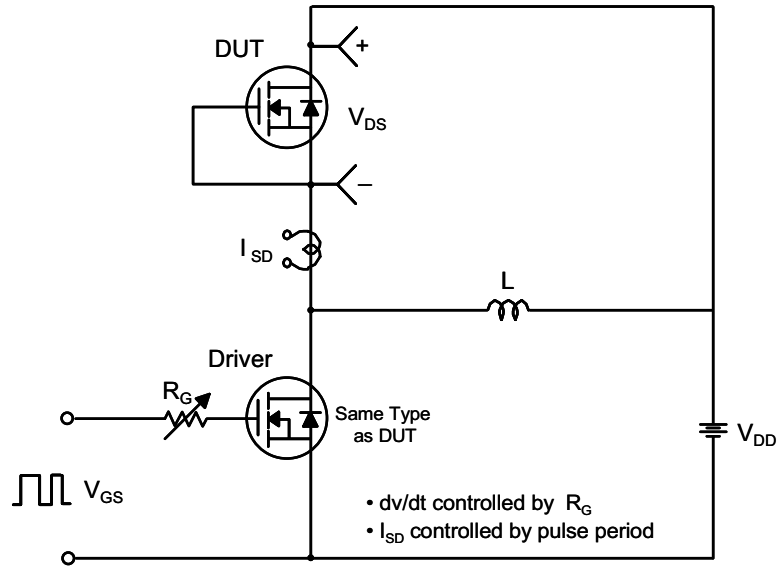 DUT
+
V_DS
–
I_SD
L
Driver
R_G
Same Type
as DUT
V_DD
V_GS
• dv/dt controlled by R_G
• I_SD controlled by pulse period